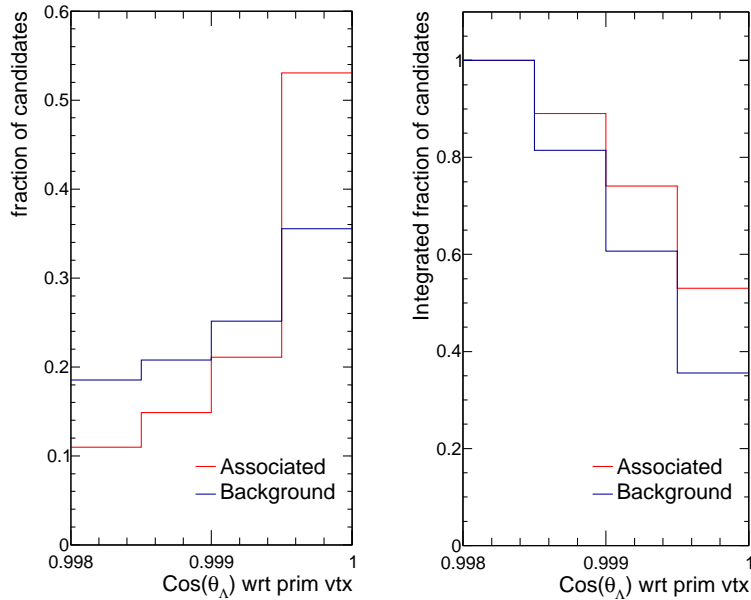 fraction of candidates
0.6
0.5
0.4
0.3
0.2
0.1
0
0.998
0.999
1
Cos(θ_Λ) wrt prim vtx
Associated
Background
Integrated fraction of candidates
1
0.8
0.6
0.4
0.2
0
0.998
0.999
1
Cos(θ_Λ) wrt prim vtx
Associated
Background